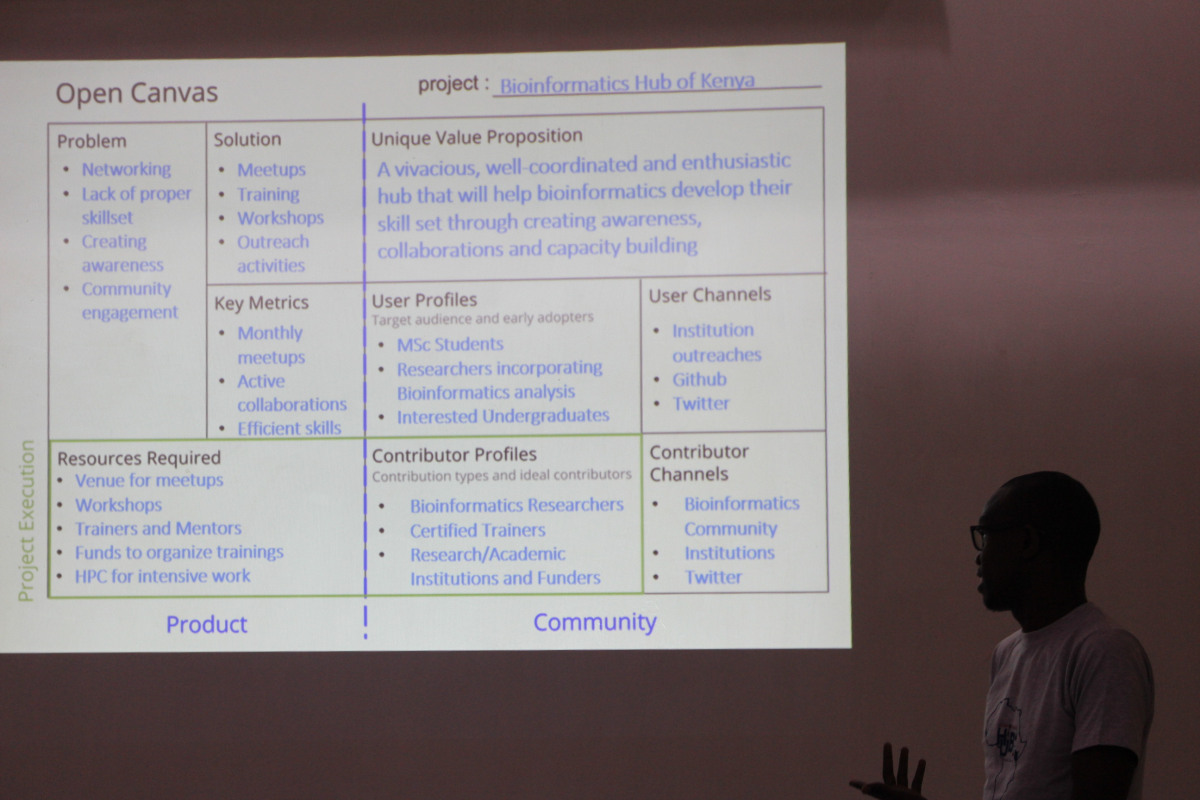 Open Canvas
project : Bioinformatics Hub of Kenya
Problem
• Networking
• Lack of proper
skillset
• Creating
awareness
• Community
engagement
Solution
• Meetups
• Training
• Workshops
• Outreach
activities
Unique Value Proposition
A vivacious, well-coordinated and enthusiastic
hub that will help bioinformatics develop their
skill set through creating awareness,
collaborations and capacity building
Key Metrics
• Monthly
meetups
• Active
collaborations
• Efficient skills
User Profiles
Target audience and early adopters
• MSc Students
• Researchers incorporating
Bioinformatics analysis
• Interested Undergraduates
User Channels
• Institution
outreaches
• Github
• Twitter
Project Execution
Resources Required
• Venue for meetups
• Workshops
• Trainers and Mentors
• Funds to organize trainings
• HPC for intensive work
Contributor Profiles
Contribution types and ideal contributors
• Bioinformatics Researchers
• Certified Trainers
• Research/Academic
Institutions and Funders
Contributor
Channels
• Bioinformatics
Community
• Institutions
• Twitter
Product
Community